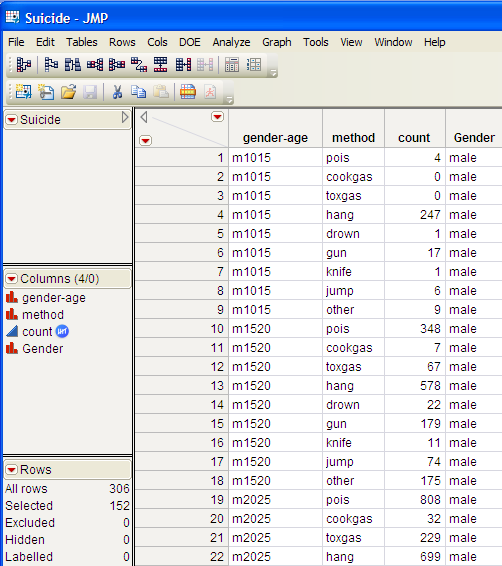 Suicide - JMP
File Edit Tables Rows Cols DOE Analyze Graph Tools View Window Help
Suicide
gender-age method count Gender
1 m1015 pois 4 male
2 m1015 cookgas 0 male
3 m1015 toxgas 0 male
4 m1015 hang 247 male
5 m1015 drown 1 male
6 m1015 gun 17 male
7 m1015 knife 1 male
8 m1015 jump 6 male
9 m1015 other 9 male
10 m1520 pois 348 male
11 m1520 cookgas 7 male
12 m1520 toxgas 67 male
13 m1520 hang 578 male
14 m1520 drown 22 male
15 m1520 gun 179 male
16 m1520 knife 11 male
17 m1520 jump 74 male
18 m1520 other 175 male
19 m2025 pois 808 male
20 m2025 cookgas 32 male
21 m2025 toxgas 229 male
22 m2025 hang 699 male
Columns (4/0)
gender-age
method
count
Gender
Rows
All rows 306
Selected 152
Excluded 0
Hidden 0
Labelled 0